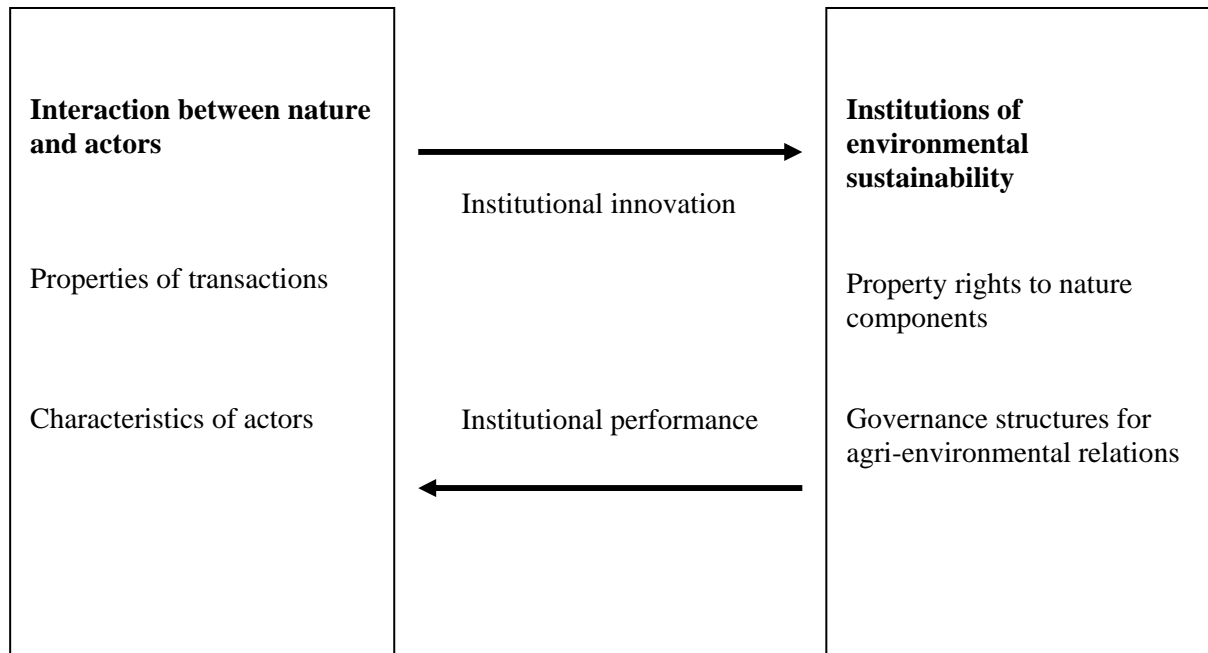 Interaction between nature
and actors
Properties of transactions
Characteristics of actors
Institutional innovation
Institutional performance
Institutions of
environmental
sustainability
Property rights to nature
components
Governance structures for
agri-environmental relations